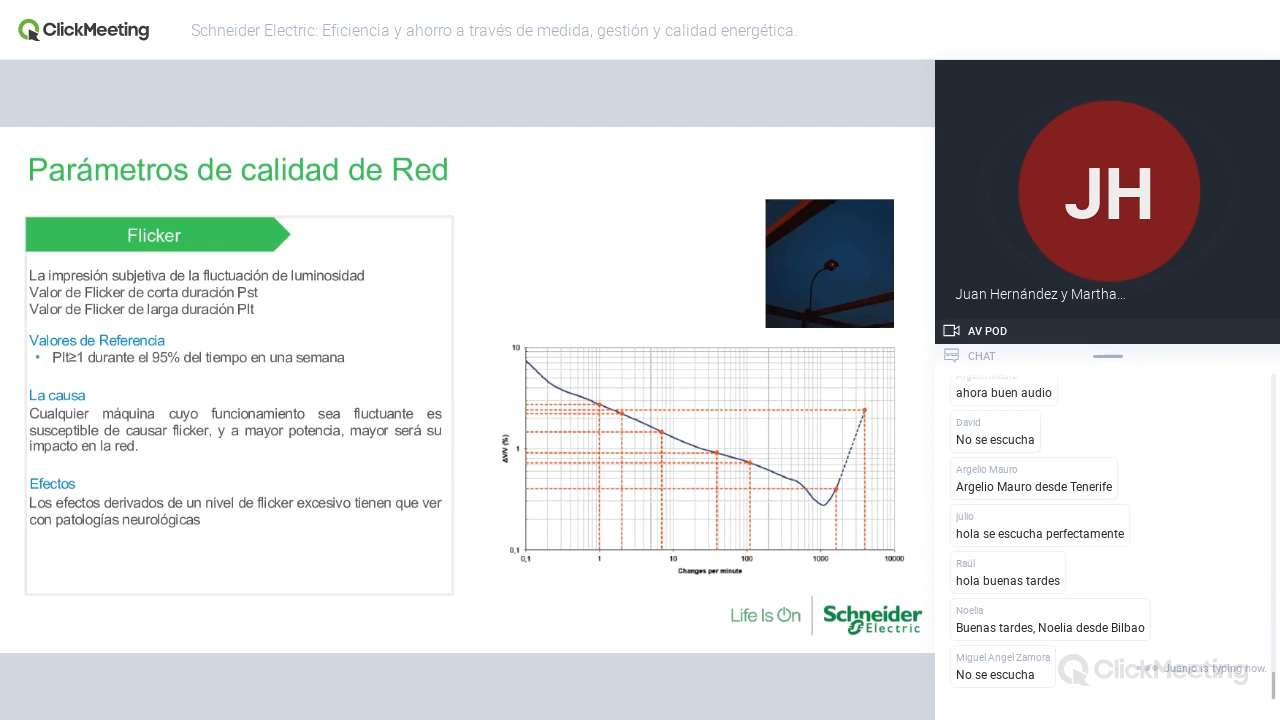 ClickMeeting
Schneider Electric: Eficiencia y ahorro a través de medida, gestión y calidad energética.
Parámetros de calidad de Red
Flicker
La impresión subjetiva de la fluctuación de luminosidad
Valor de Flicker de corta duración Pst
Valor de Flicker de larga duración Plt
Valores de Referencia
• Plt≥1 durante el 95% del tiempo en una semana
La causa
Cualquier máquina cuyo funcionamiento sea fluctuante es
susceptible de causar flicker, y a mayor potencia, mayor será su
impacto en la red.
Efectos
Los efectos derivados de un nivel de flicker excesivo tienen que ver
con patologías neurológicas
10
1
0,1
ΔV/V (%)
0,1 1 10 100 1000 10000
Changes per minute
Life Is On
Schneider
Electric
JH
Juan Hernández y Martha...
AV POD
CHAT
Argelio Mauro
ahora buen audio
David
No se escucha
Argelio Mauro
Argelio Mauro desde Tenerife
julio
hola se escucha perfectamente
Raúl
hola buenas tardes
Noelia
Buenas tardes, Noelia desde Bilbao
Miguel Angel Zamora
No se escucha
Juanjo is typing now.
ClickMeeting